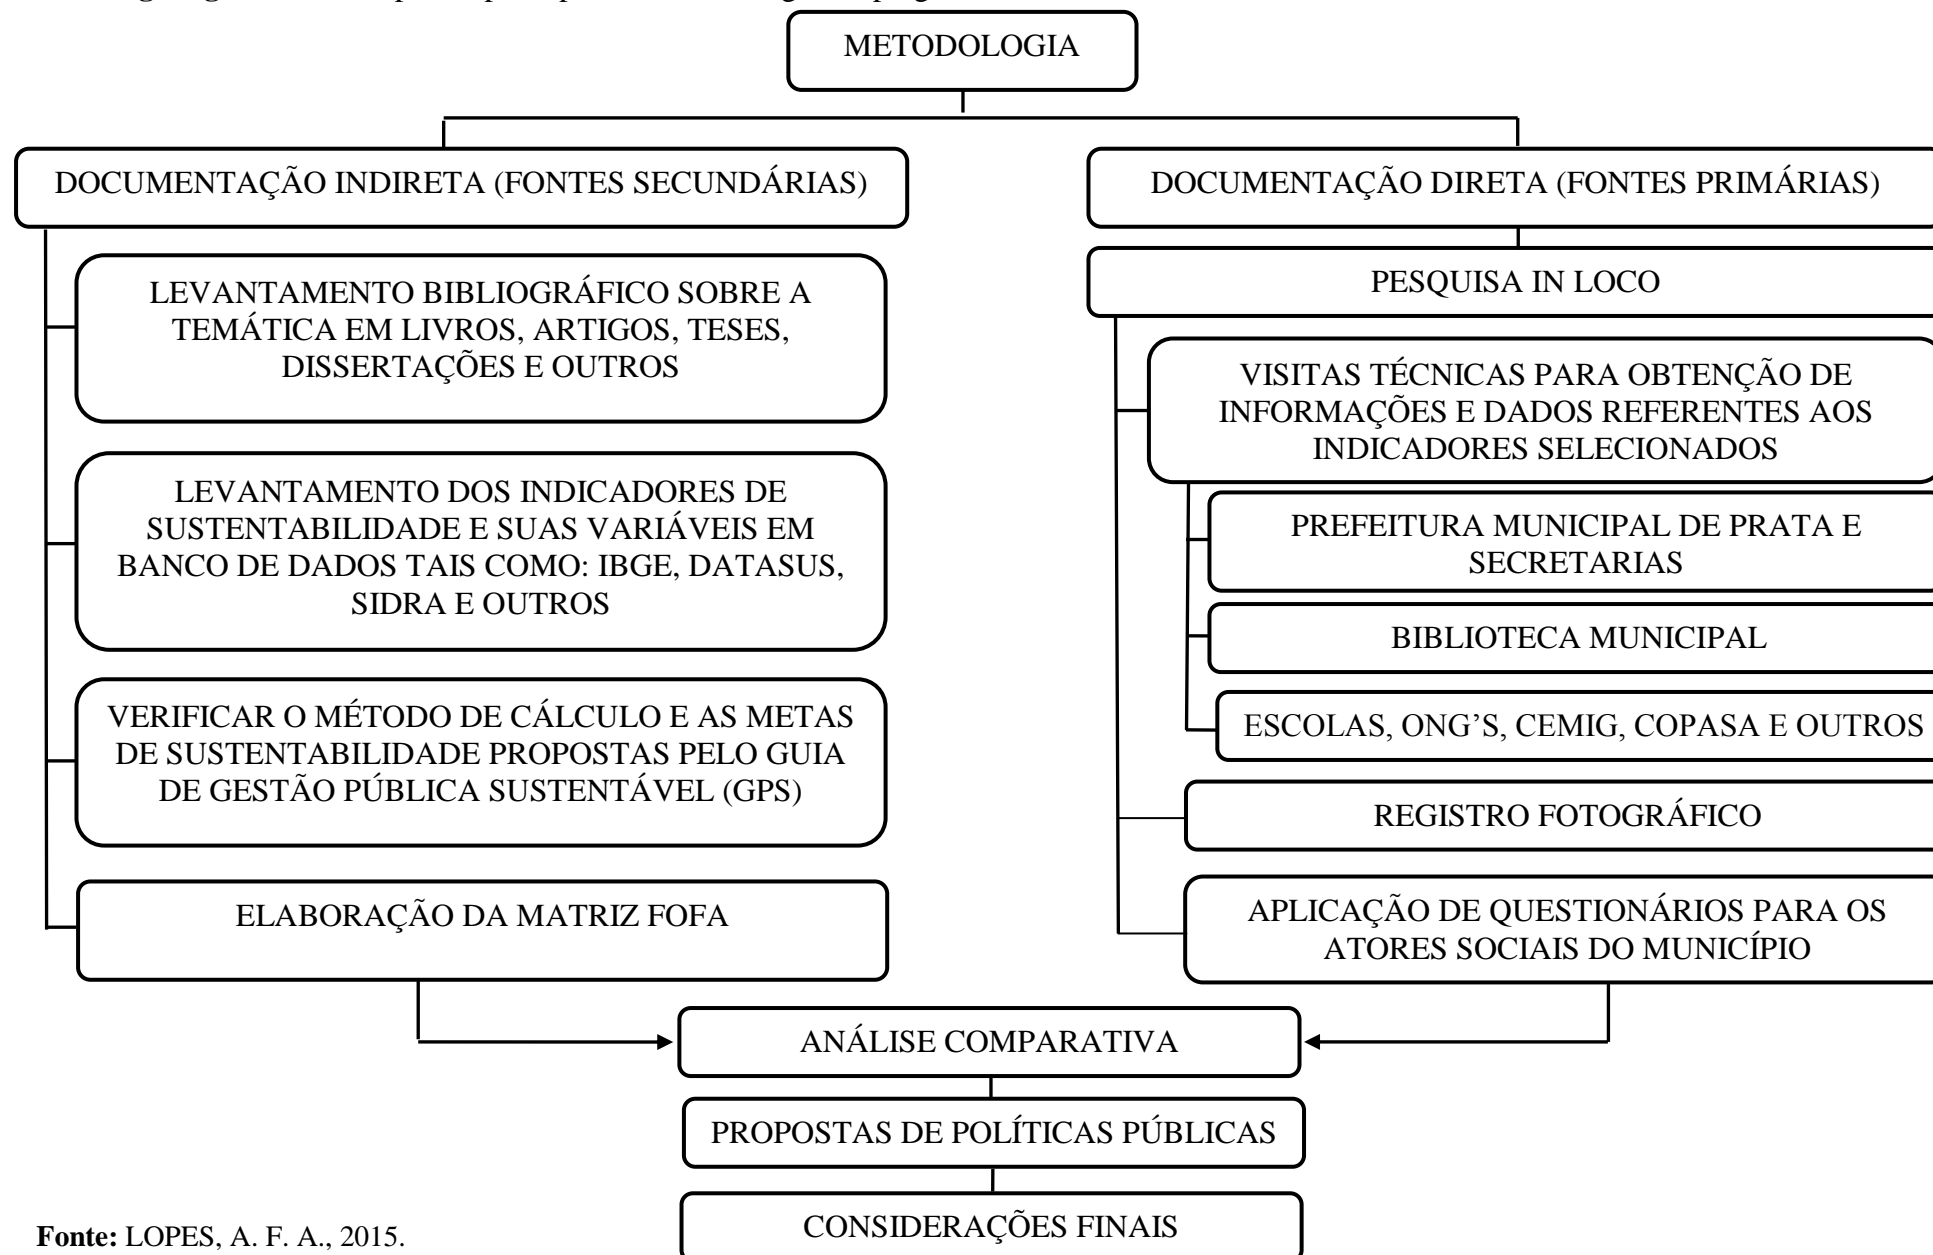 METODOLOGIA
DOCUMENTAÇÃO INDIRETA (FONTES SECUNDÁRIAS)
LEVANTAMENTO BIBLIOGRÁFICO SOBRE A
TEMÁTICA EM LIVROS, ARTIGOS, TESES,
DISSERTAÇÕES E OUTROS
LEVANTAMENTO DOS INDICADORES DE
SUSTENTABILIDADE E SUAS VARIÁVEIS EM
BANCO DE DADOS TAIS COMO: IBGE, DATASUS,
SIDRA E OUTROS
VERIFICAR O MÉTODO DE CÁLCULO E AS METAS
DE SUSTENTABILIDADE PROPOSTAS PELO GUIA
DE GESTÃO PÚBLICA SUSTENTÁVEL (GPS)
ELABORAÇÃO DA MATRIZ FOFA
DOCUMENTAÇÃO DIRETA (FONTES PRIMÁRIAS)
PESQUISA IN LOCO
VISITAS TÉCNICAS PARA OBTENÇÃO DE
INFORMAÇÕES E DADOS REFERENTES AOS
INDICADORES SELECIONADOS
PREFEITURA MUNICIPAL DE PRATA E
SECRETARIAS
BIBLIOTECA MUNICIPAL
ESCOLAS, ONG’S, CEMIG, COPASA E OUTROS
REGISTRO FOTOGRÁFICO
APLICAÇÃO DE QUESTIONÁRIOS PARA OS
ATORES SOCIAIS DO MUNICÍPIO
ANÁLISE COMPARATIVA
PROPOSTAS DE POLÍTICAS PÚBLICAS
CONSIDERAÇÕES FINAIS
Fonte: LOPES, A. F. A., 2015.